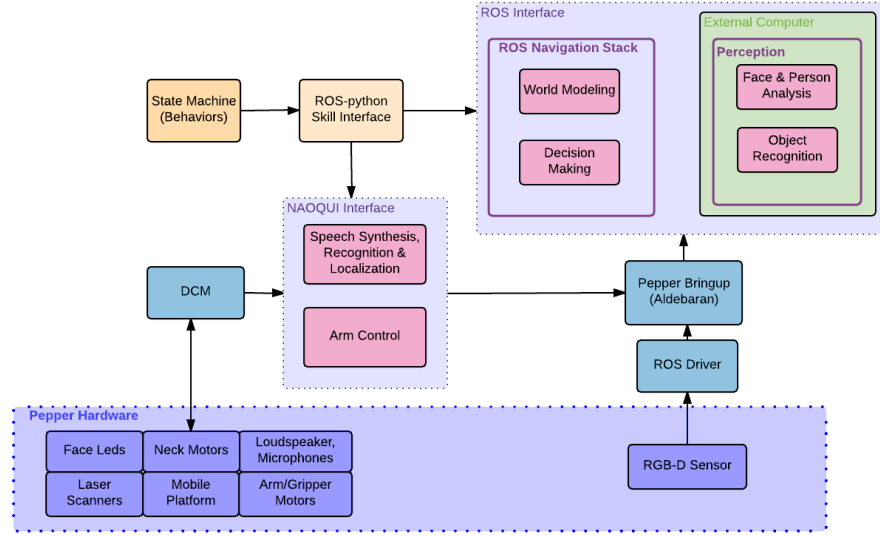 ROS Interface
External Computer
ROS Navigation Stack
Perception
World Modeling
Face & Person
Analysis
Decision
Making
Object
Recognition
State Machine
(Behaviors)
ROS-python
Skill Interface
NAOQUI Interface
Speech Synthesis,
Recognition &
Localization
Arm Control
DCM
Pepper Bringup
(Aldebaran)
ROS Driver
Pepper Hardware
Face Leds
Neck Motors
Loudspeaker,
Microphones
Laser
Scanners
Mobile
Platform
Arm/Gripper
Motors
RGB-D Sensor